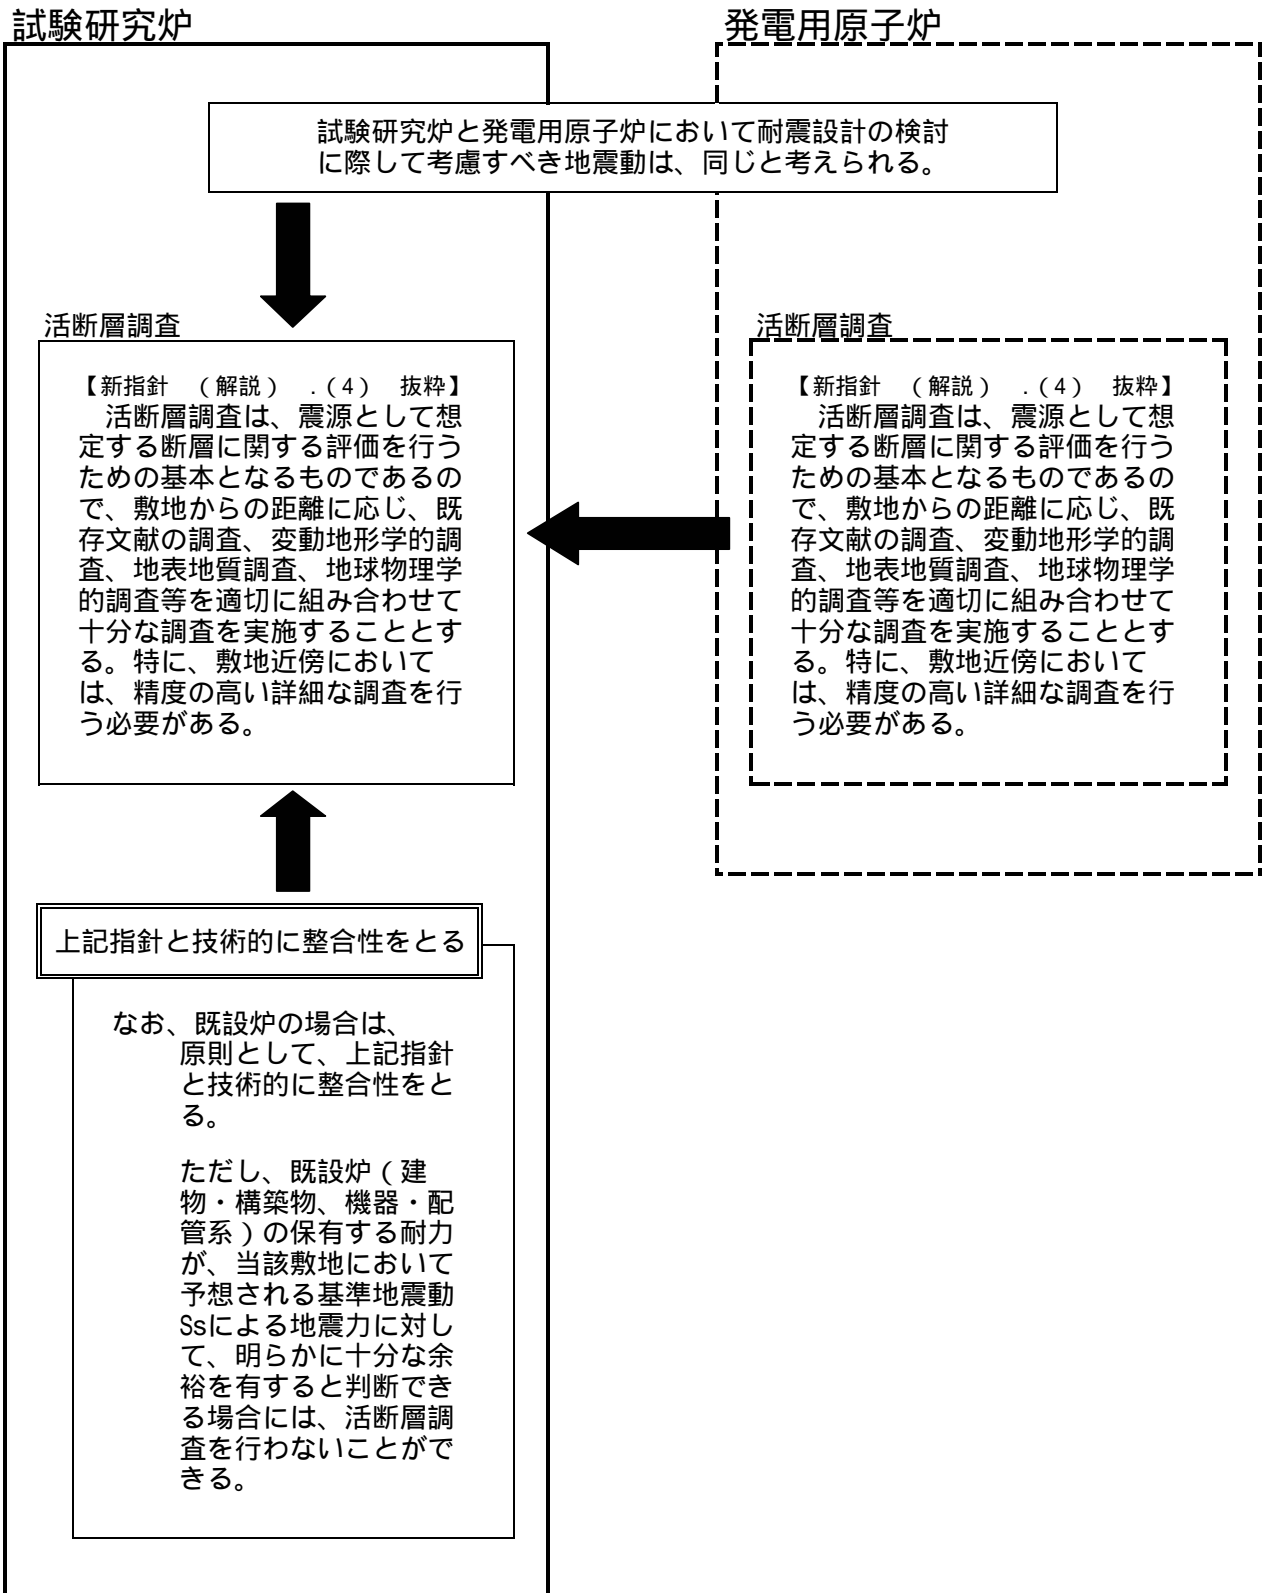 試験研究炉
発電用原子炉
試験研究炉と発電用原子炉において耐震設計の検討
に際して考慮すべき地震動は、同じと考えられる。
活断層調査
【新指針　（解説）　.(4)　抜粋】
　活断層調査は、震源として想
定する断層に関する評価を行う
ための基本となるものであるの
で、敷地からの距離に応じ、既
存文献の調査、変動地形学的調
査、地表地質調査、地球物理学
的調査等を適切に組み合わせて
十分な調査を実施することとす
る。特に、敷地近傍において
は、精度の高い詳細な調査を行
う必要がある。
活断層調査
【新指針　（解説）　.(4)　抜粋】
　活断層調査は、震源として想
定する断層に関する評価を行う
ための基本となるものであるの
で、敷地からの距離に応じ、既
存文献の調査、変動地形学的調
査、地表地質調査、地球物理学
的調査等を適切に組み合わせて
十分な調査を実施することとす
る。特に、敷地近傍において
は、精度の高い詳細な調査を行
う必要がある。
上記指針と技術的に整合性をとる
なお、既設炉の場合は、
原則として、上記指針
と技術的に整合性をと
る。
ただし、既設炉（建
物・構築物、機器・配
管系）の保有する耐力
が、当該敷地において
予想される基準地震動
Ssによる地震力に対し
て、明らかに十分な余
裕を有すると判断でき
る場合には、活断層調
査を行わないことがで
きる。